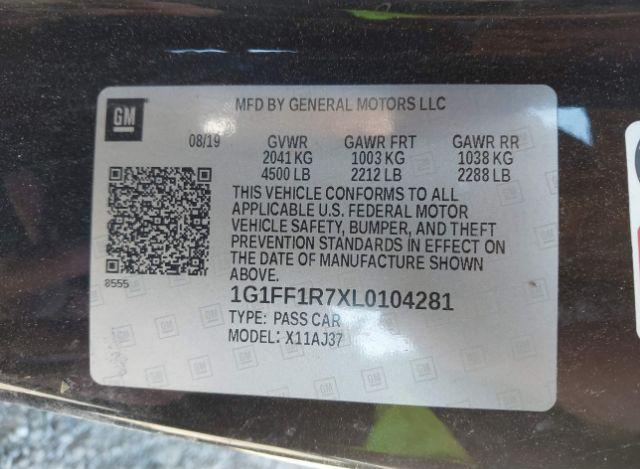 GM
MFD BY GENERAL MOTORS LLC
08/19 GVWR GAWR FRT GAWR RR
2041 KG 1003 KG 1038 KG
4500 LB 2212 LB 2288 LB
THIS VEHICLE CONFORMS TO ALL
APPLICABLE U.S. FEDERAL MOTOR
VEHICLE SAFETY, BUMPER, AND THEFT
PREVENTION STANDARDS IN EFFECT ON
THE DATE OF MANUFACTURE SHOWN
ABOVE.
8555
1G1FF1R7XL0104281
TYPE: PASS CAR
MODEL: X11AJ37